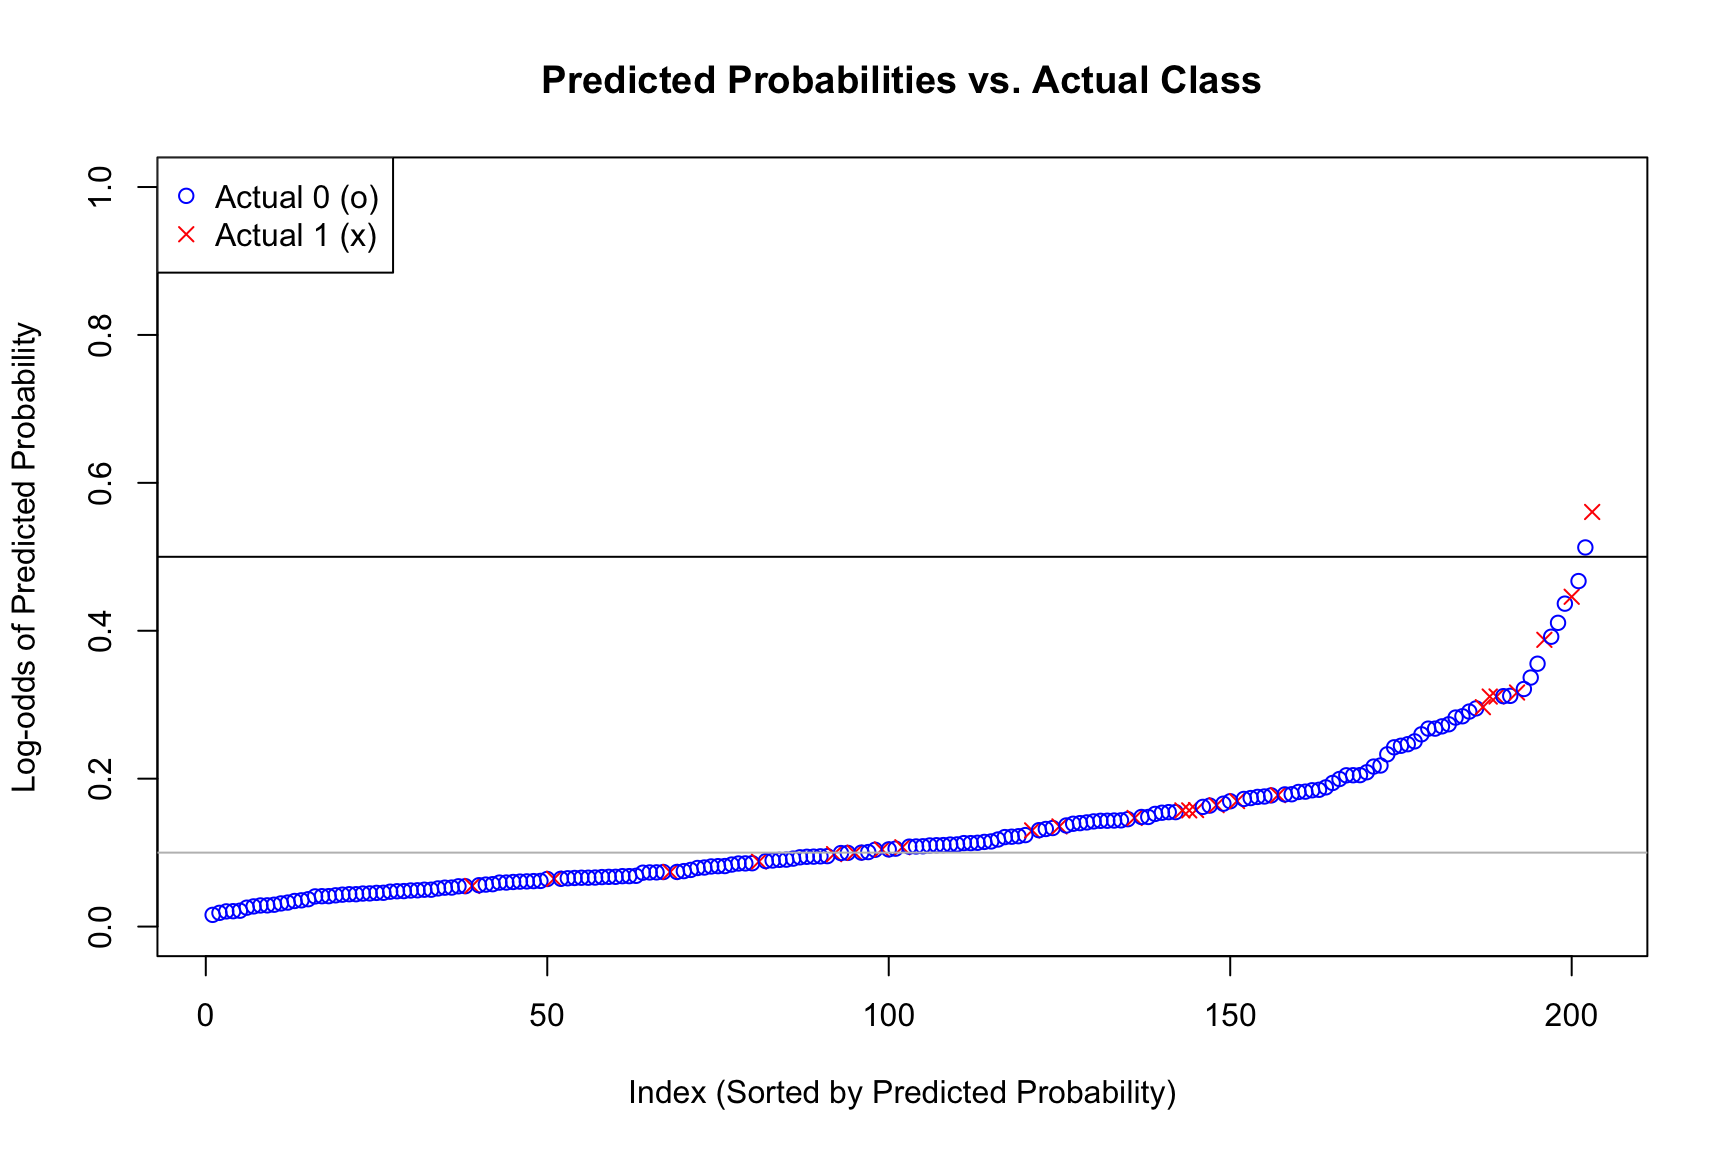 Predicted Probabilities vs. Actual Class
Actual 0 (o)
Actual 1 (x)
Log-odds of Predicted Probability
1.0
0.8
0.6
0.4
0.2
0.0
0 50 100 150 200
Index (Sorted by Predicted Probability)